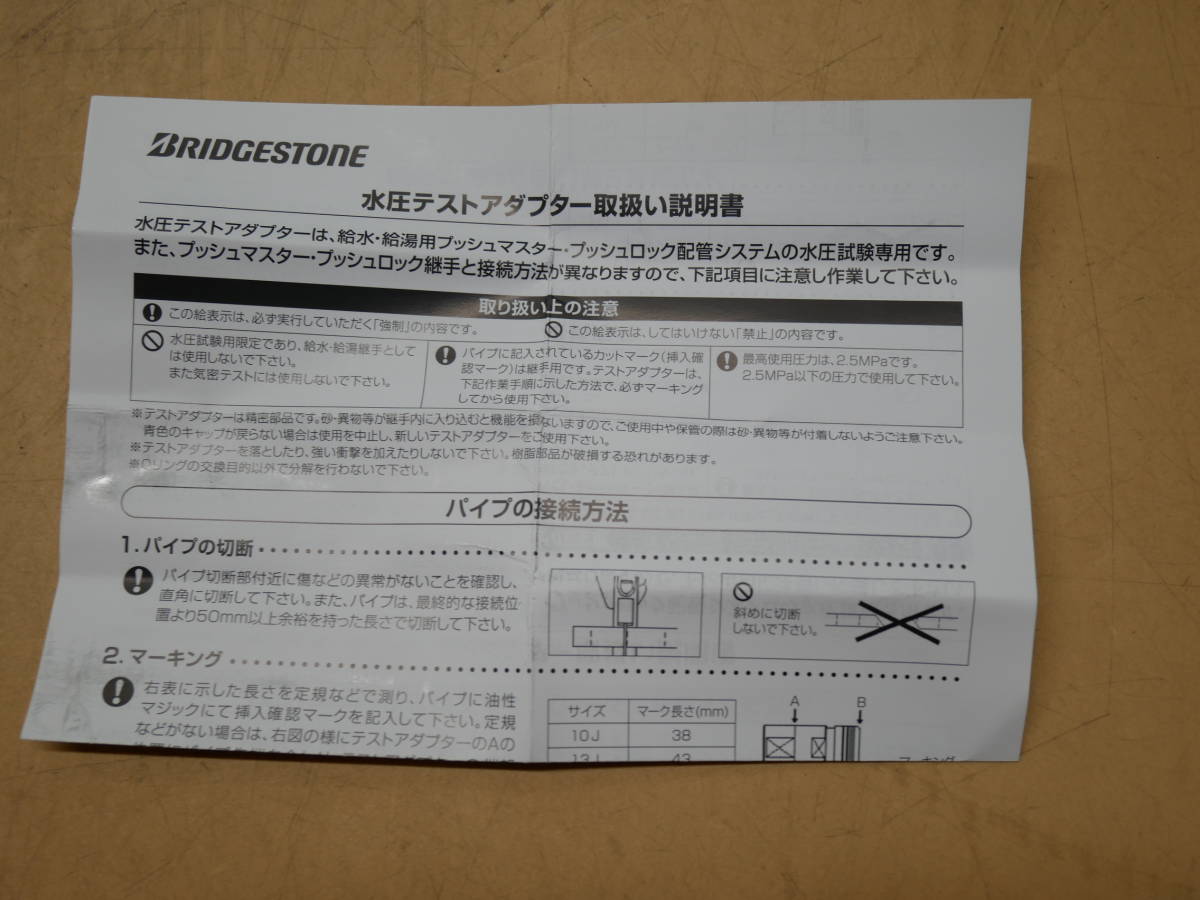 BRIDGESTONE
水圧テストアダプター取扱い説明書
水圧テストアダプターは、給水・給湯用プッシュマスター・プッシュロック配管システムの水圧試験専用です。
また、プッシュマスター・プッシュロック継手と接続方法が異なりますので、下記項目に注意し作業して下さい。
取り扱い上の注意
この絵表示は、必ず実行していただく「強制」の内容です。
この絵表示は、してはいけない「禁止」の内容です。
水圧試験用限定であり、給水・給湯継手として
は使用しないで下さい。
また気密テストには使用しないで下さい。
パイプに記入されているカットマーク(挿入確
認マーク)は継手用です。テストアダプターは、
下記作業手順に示した方法で、必ずマーキング
してから使用下さい。
最高使用圧力は、2.5MPaです。
2.5MPa以下の圧力で使用して下さい。
※テストアダプターは精密部品です。砂・異物等が継手内に入り込むと機能を損ないますので、ご使用中や保管の際は砂・異物等が付着しないようご注意下さい。
青色のキャップが戻らない場合は使用を中止し、新しいテストアダプターをご使用下さい。
※テストアダプターを落としたり、強い衝撃を加えたりしないで下さい。樹脂部品が破損する恐れがあります。
※Oリングの交換目的以外で分解を行わないで下さい。
パイプの接続方法
1.パイプの切断
パイプ切断部付近に傷などの異常がないことを確認し、
直角に切断して下さい。また、パイプは、最終的な接続位
置より50mm以上余裕を持った長さで切断して下さい。
斜めに切断
しないで下さい。
2.マーキング
右表に示した長さを定規などで測り、パイプに油性
マジックにて挿入確認マークを記入して下さい。定規
などがない場合は、右図の様にテストアダプターのAの
サイズ マーク長さ(mm)
10J 38
13J 43
A B
マーキング